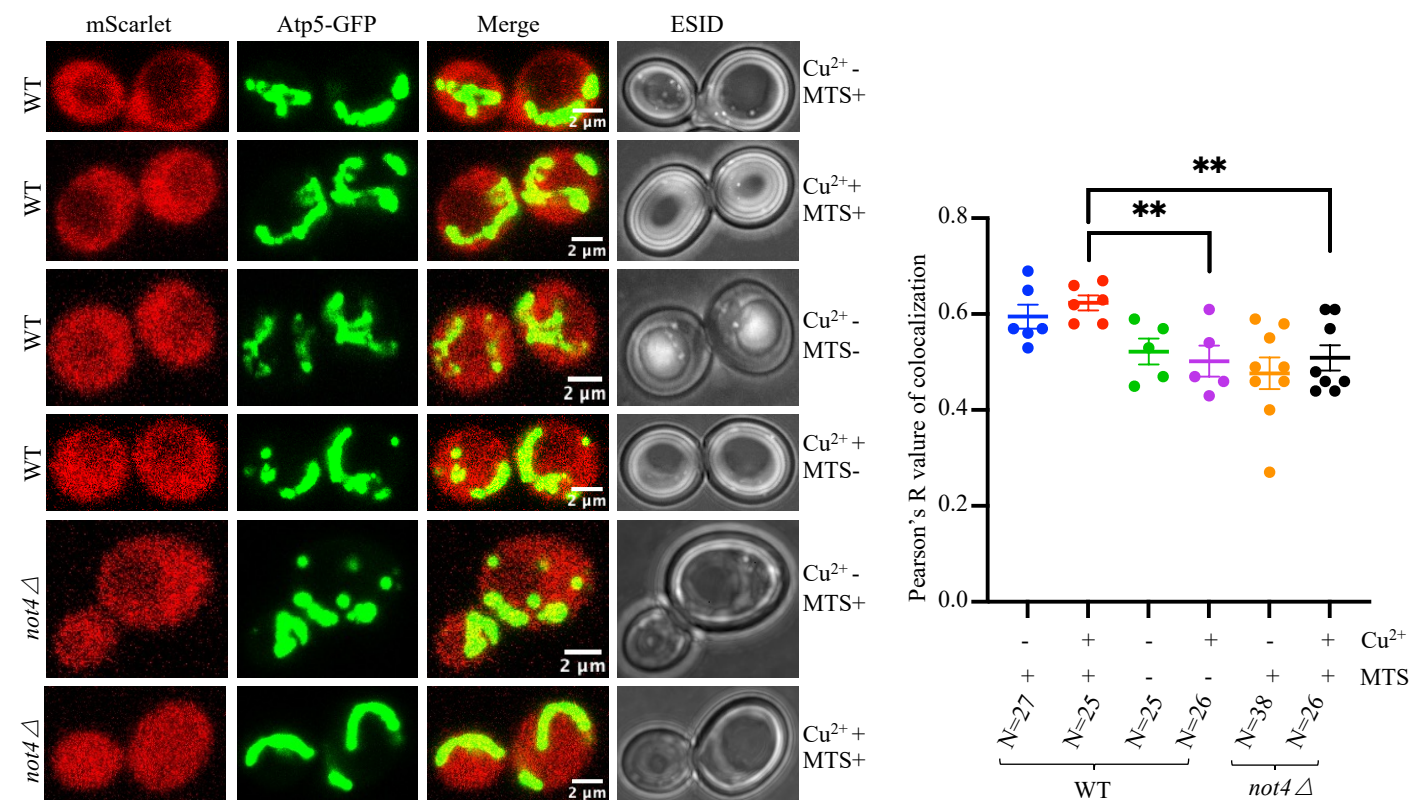 mScarlet Atp5-GFP Merge ESID
WT
2 µm
Cu²⁺ -
MTS+
WT
2 µm
Cu²⁺+
MTS+
WT
2 µm
Cu²⁺ -
MTS-
WT
2 µm
Cu²⁺ +
MTS-
not4△
2 µm
Cu²⁺ -
MTS+
not4△
2 µm
Cu²⁺ +
MTS+
**
**
Pearson's R value of colocalization
0.8
0.6
0.4
0.2
0.0
- + - + - + Cu²⁺
+ + - - + + MTS
N=27 N=25 N=25 N=26 N=38 N=26
WT not4△